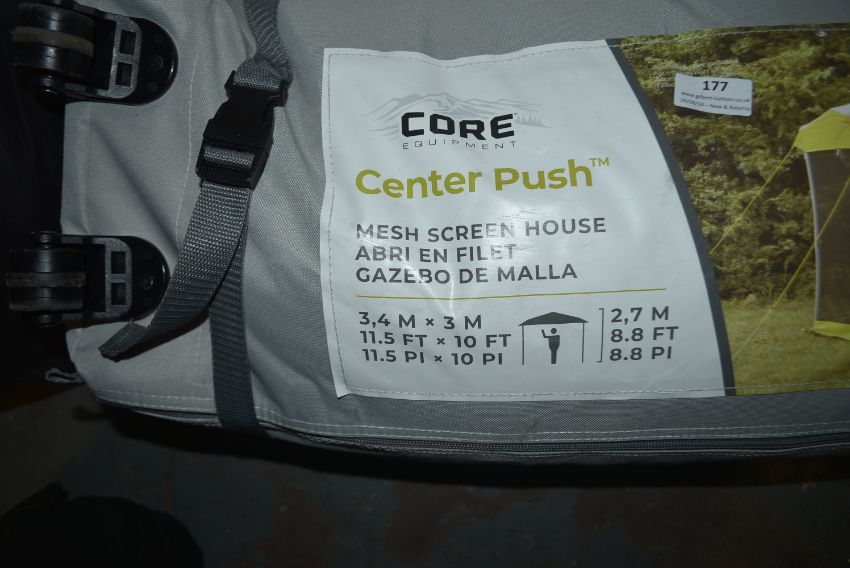 CORE
EQUIPMENT
Center Push™
MESH SCREEN HOUSE
ABRI EN FILET
GAZEBO DE MALLA
3,4 M × 3 M
11.5 FT × 10 FT
11.5 PI × 10 PI
2,7 M
8.8 FT
8.8 PI
177